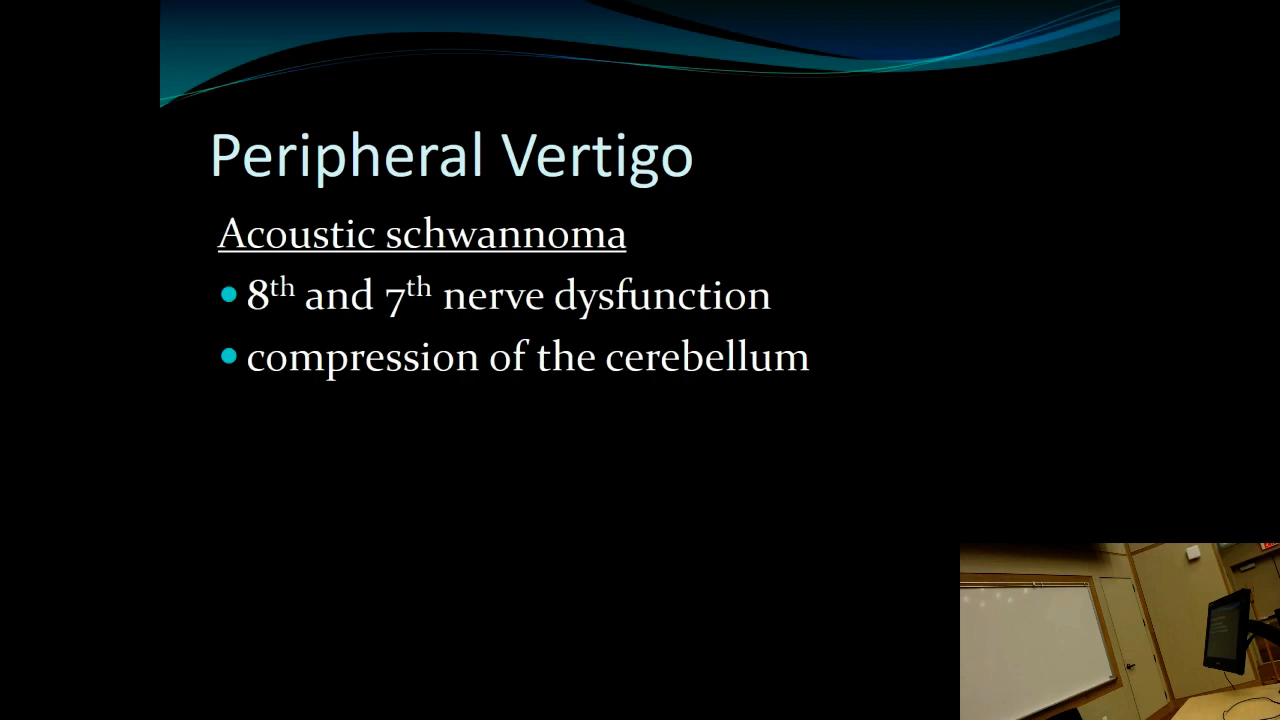 Peripheral Vertigo
Acoustic schwannoma
• 8th and 7th nerve dysfunction
• compression of the cerebellum